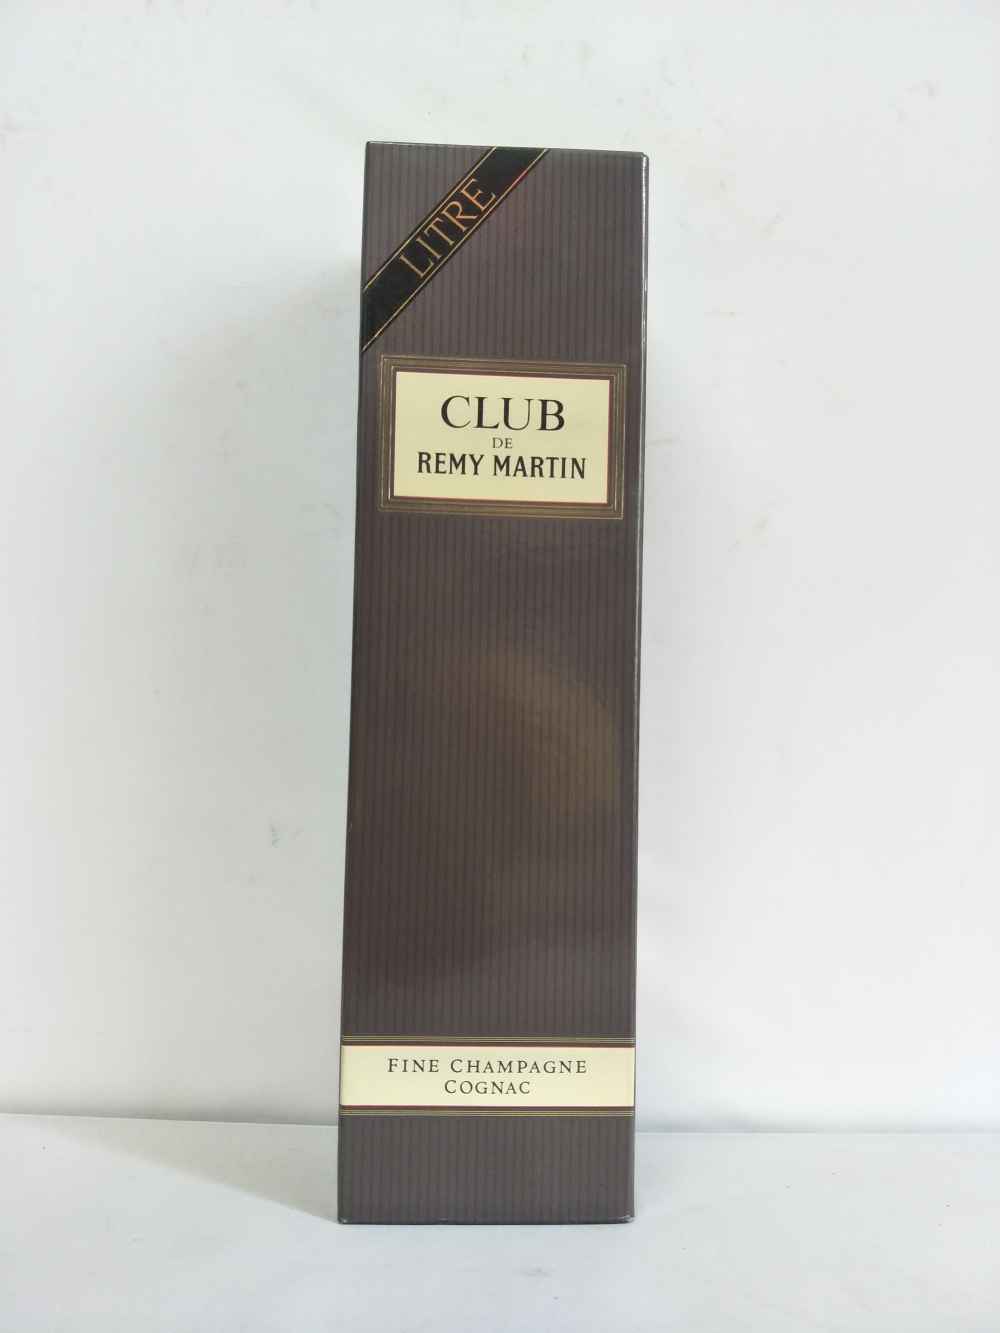 LITRE
CLUB
DE
REMY MARTIN
FINE CHAMPAGNE
COGNAC